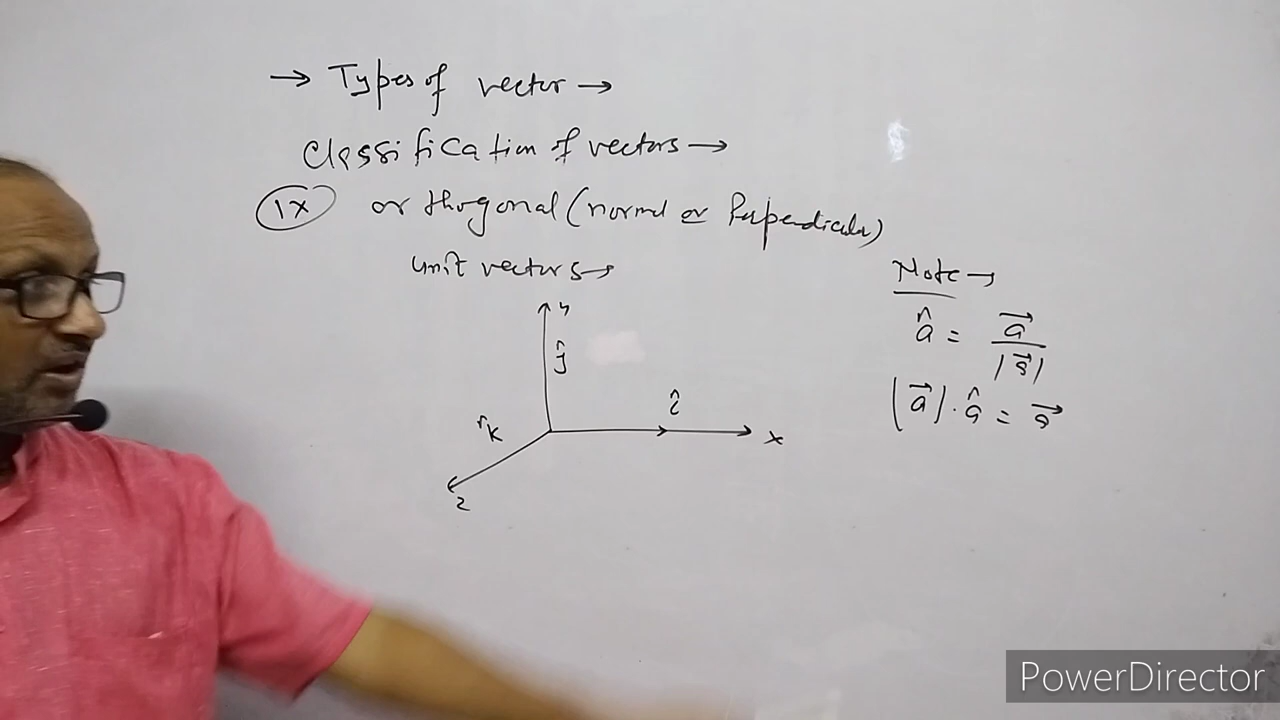 → Types of vector →
Classification of vectors →
IX orthogonal (normal or Perpendicular)
unit vectors →
y
ĵ
î
k̂
x
z
Note →
â = a⃗ / |a⃗|
|a⃗| . â = a⃗
PowerDirector